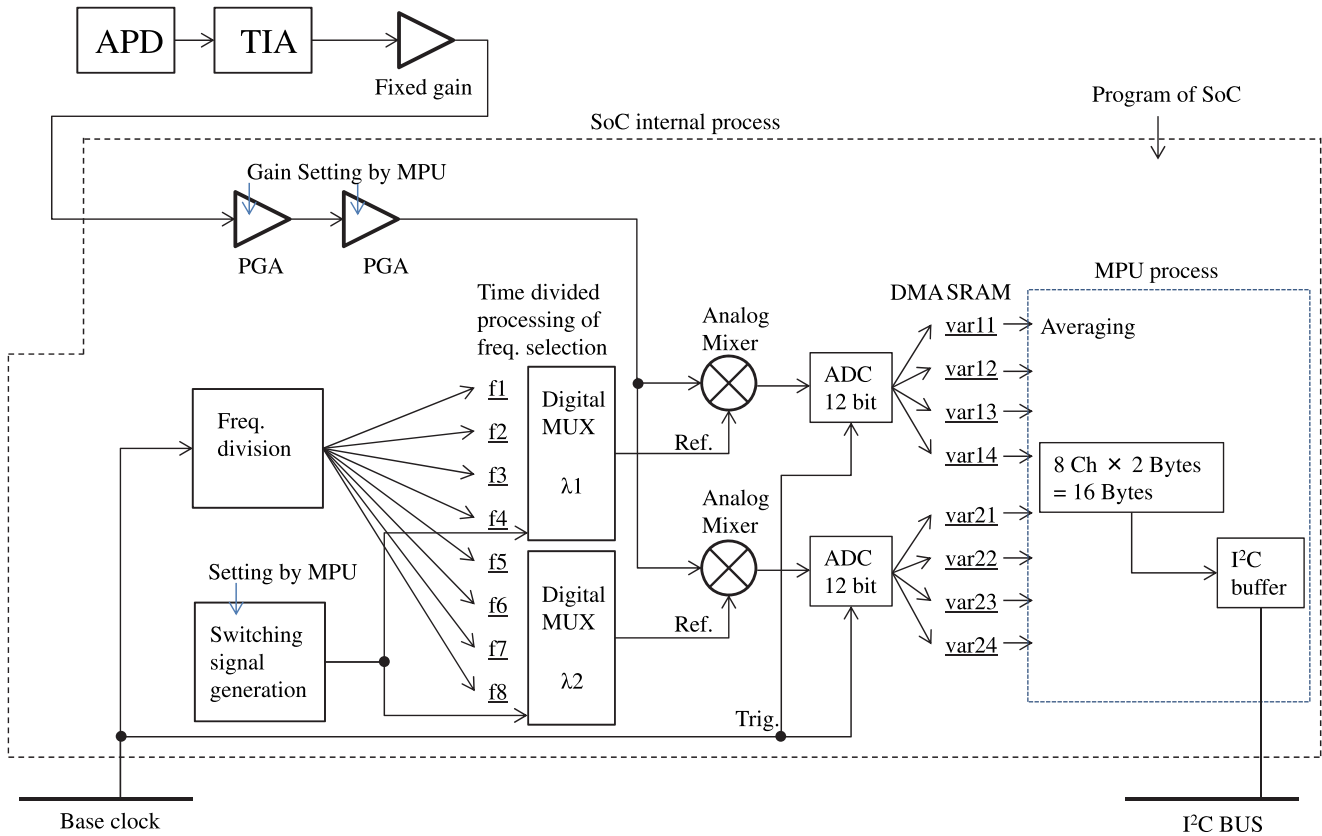 APD
TIA
Fixed gain
Program of SoC
SoC internal process
Gain Setting by MPU
PGA
PGA
MPU process
Time divided
processing of
freq. selection
Analog
Mixer
DMA SRAM
var11
var12
var13
var14
Averaging
ADC
12 bit
Freq.
division
f1
f2
f3
f4
f5
f6
f7
f8
Digital
MUX
λ1
Ref.
8 Ch × 2 Bytes
= 16 Bytes
Analog
Mixer
ADC
12 bit
var21
var22
var23
var24
I²C
buffer
Setting by MPU
Switching
signal
generation
Digital
MUX
λ2
Ref.
Trig.
Base clock
I²C BUS